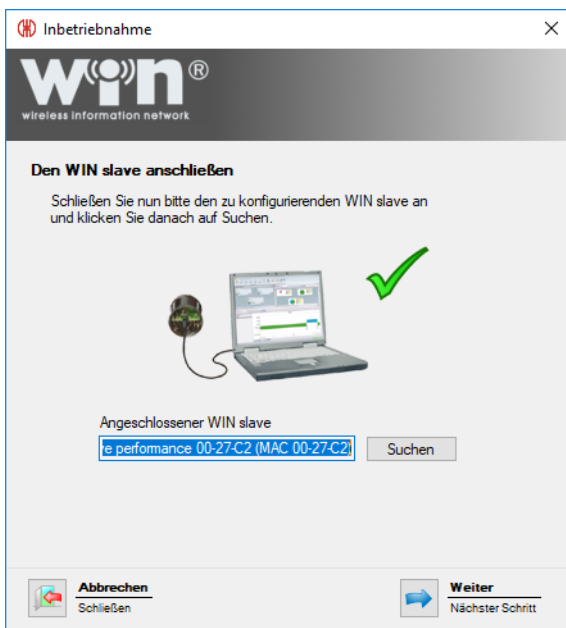 Inbetriebnahme
win®
wireless information network
Den WIN slave anschließen
Schließen Sie nun bitte den zu konfigurierenden WIN slave an
und klicken Sie danach auf Suchen.
Angeschlossener WIN slave
e performance 00-27-C2 (MAC 00-27-C2)
Suchen
Abbrechen
Schließen
Weiter
Nächster Schritt